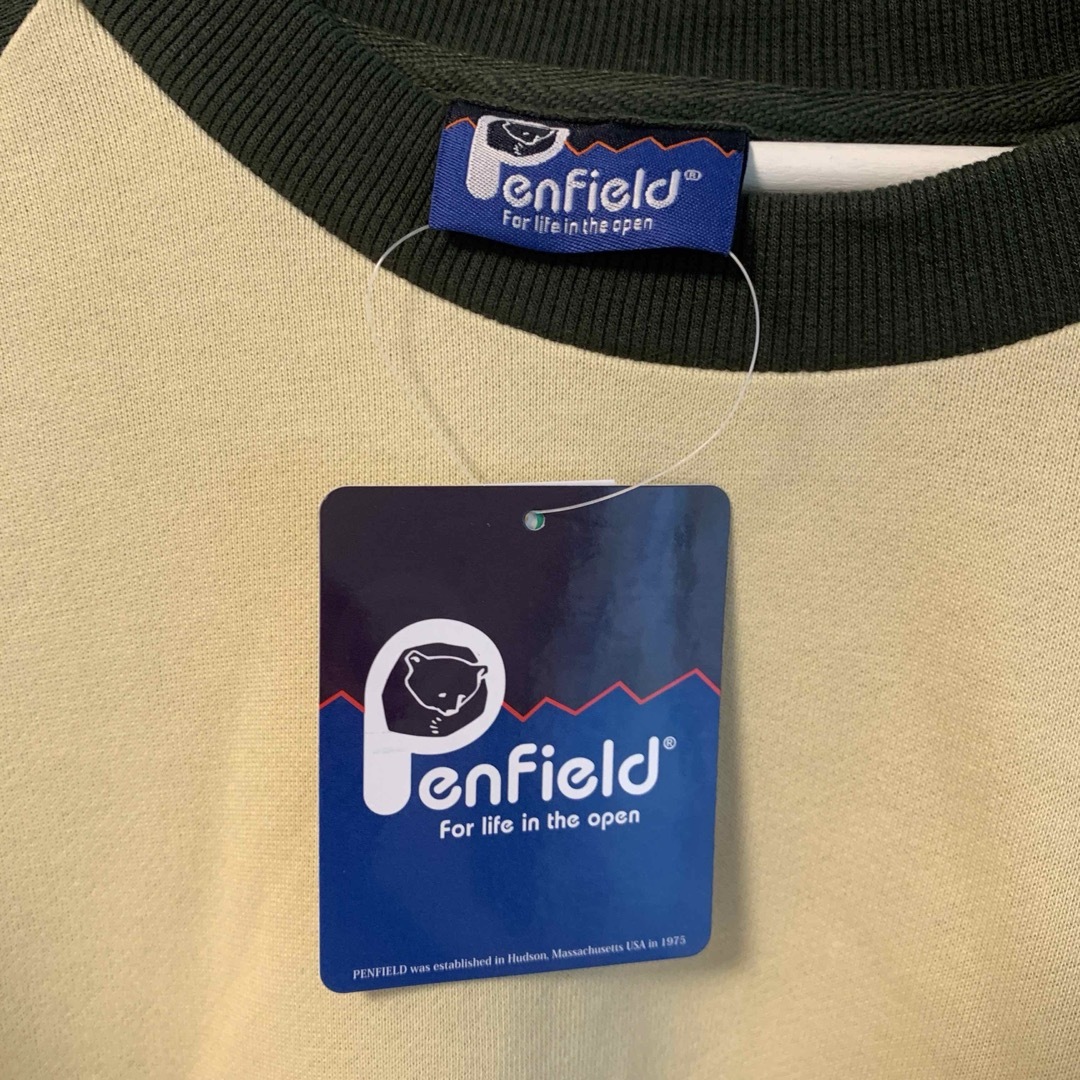 Penfield®
For life in the open
Penfield®
For life in the open
PENFIELD was established in Hudson, Massachusetts USA in 1975